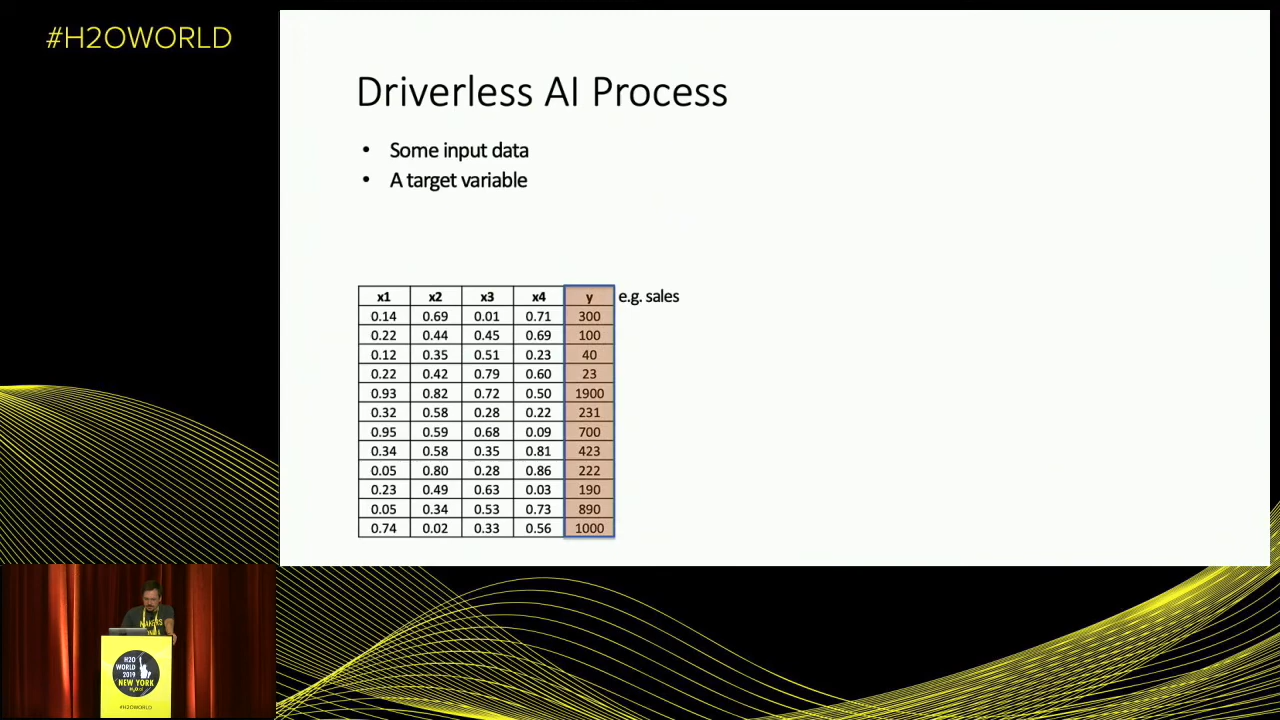 #H2OWORLD
Driverless AI Process
• Some input data
• A target variable
x1 x2 x3 x4 y e.g. sales
0.14 0.69 0.01 0.71 300
0.22 0.44 0.45 0.69 100
0.12 0.35 0.51 0.23 40
0.22 0.42 0.79 0.60 23
0.93 0.82 0.72 0.50 1900
0.32 0.58 0.28 0.22 231
0.95 0.59 0.68 0.09 700
0.34 0.58 0.35 0.81 423
0.05 0.80 0.28 0.86 222
0.23 0.49 0.63 0.03 190
0.05 0.34 0.53 0.73 890
0.74 0.02 0.33 0.56 1000
MAKERS
H2O
WORLD
2019
NEW YORK
H2O.ai
#H2OWORLD